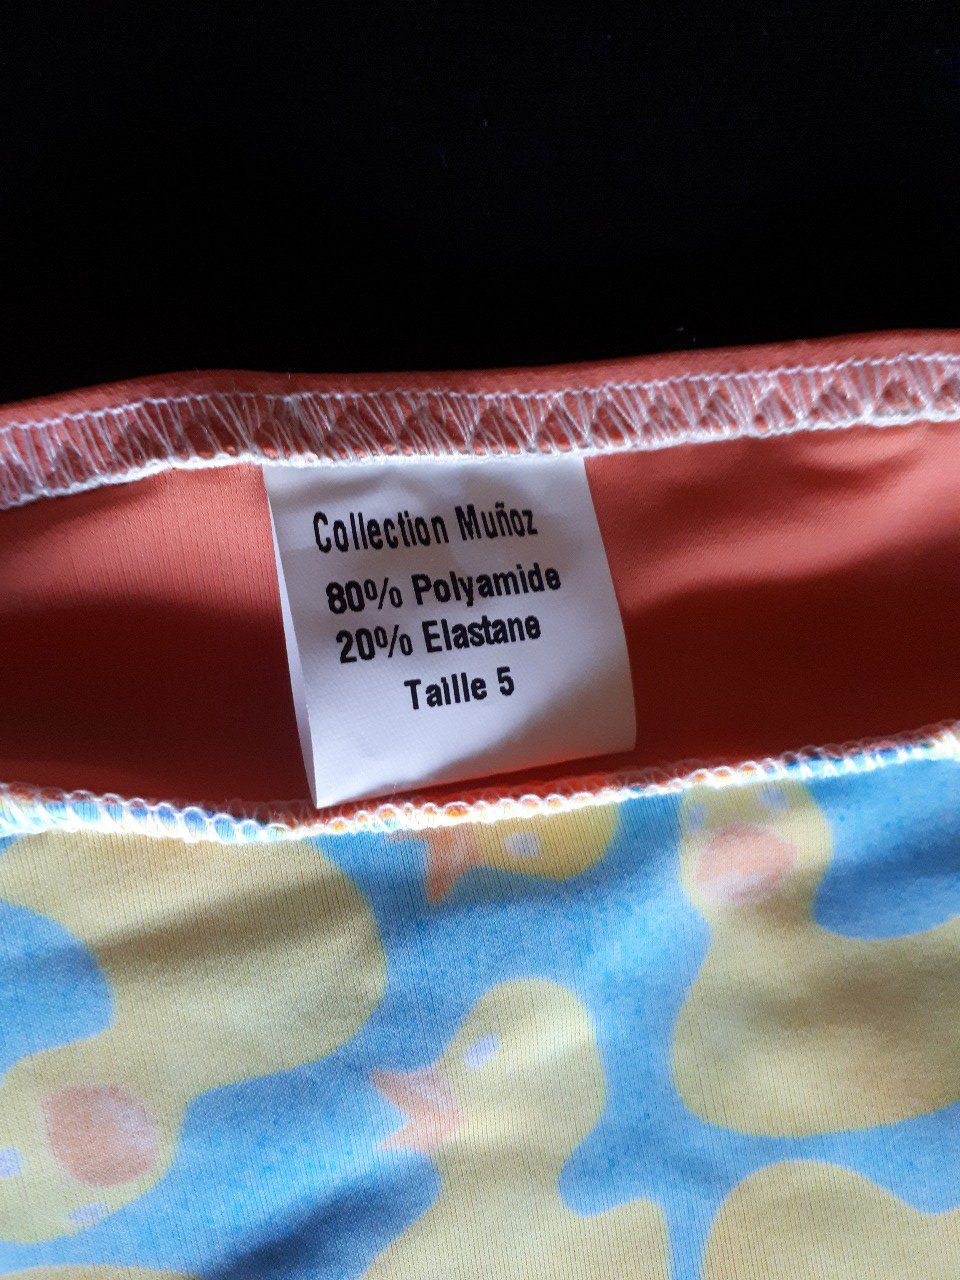 Collection Muñoz
80% Polyamide
20% Elastane
Taille 5